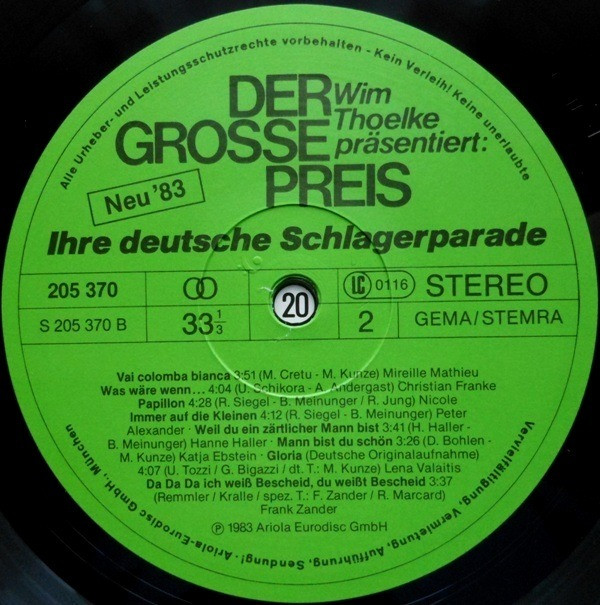 Alle Urheber- und Leistungsschutzrechte vorbehalten - Kein Verleih! Keine unerlaubte
Vervielfältigung, Vermietung, Aufführung, Sendung! · Ariola-Eurodisc GmbH., München
DER
GROSSE
PREIS
Wim
Thoelke
präsentiert:
Neu '83
Ihre deutsche Schlagerparade
205 370 LC 0116 STEREO
20
S 205 370 B 33 1/3 2 GEMA/STEMRA
Vai colomba bianca 3:51 (M. Cretu - M. Kunze) Mireille Mathieu
Was wäre wenn... 4:04 (U. Schikora - A. Andergast) Christian Franke
Papillon 4:28 (R. Siegel - B. Meinunger / R. Jung) Nicole
Immer auf die Kleinen 4:12 (R. Siegel - B. Meinunger) Peter
Alexander · Weil du ein zärtlicher Mann bist 3:41 (H. Haller -
B. Meinunger) Hanne Haller · Mann bist du schön 3:26 (D. Bohlen -
M. Kunze) Katja Ebstein · Gloria (Deutsche Originalaufnahme)
4:07 (U. Tozzi / G. Bigazzi / dt. T.: M. Kunze) Lena Valaitis
Da Da Da ich weiß Bescheid, du weißt Bescheid 3:37
(Remmler / Kralle / spez. T.: F. Zander / R. Marcard)
Frank Zander
Ⓟ 1983 Ariola Eurodisc GmbH